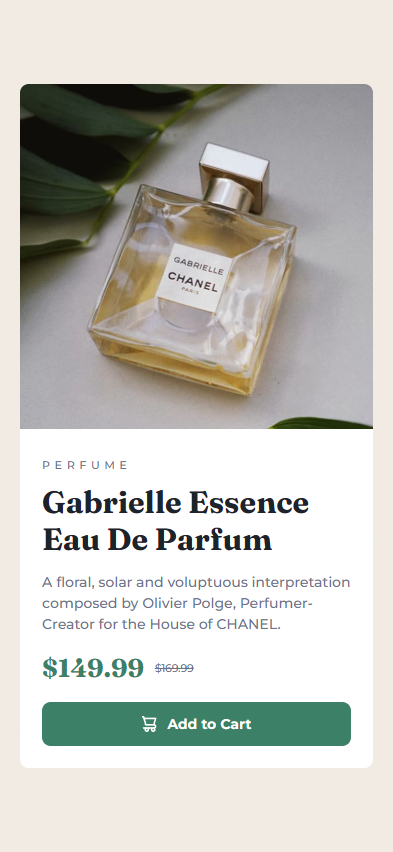 GABRIELLE
CHANEL
PARIS
PERFUME
Gabrielle Essence
Eau De Parfum
A floral, solar and voluptuous interpretation
composed by Olivier Polge, Perfumer-
Creator for the House of CHANEL.
$149.99 $169.99
Add to Cart